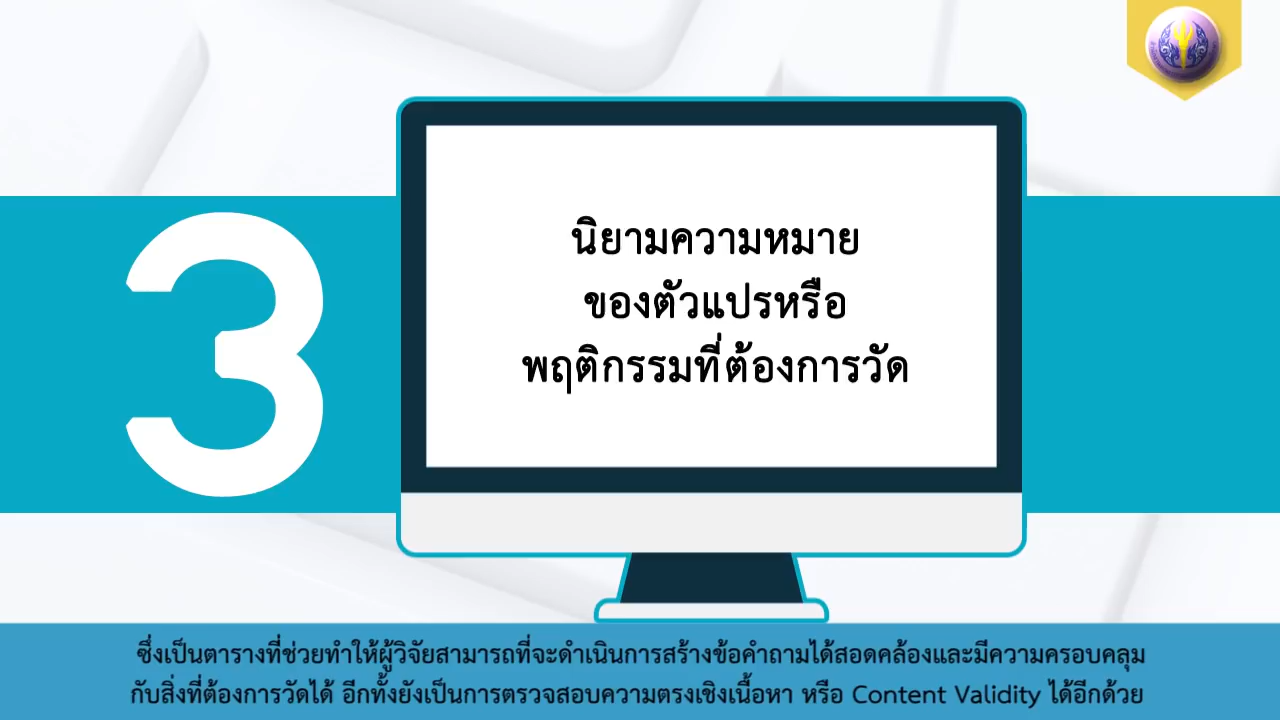 3
นิยามความหมาย
ของตัวแปรหรือ
พฤติกรรมที่ต้องการวัด
ซึ่งเป็นตารางที่ช่วยทำให้ผู้วิจัยสามารถที่จะดำเนินการสร้างข้อคำถามได้สอดคล้องและมีความครอบคลุม
กับสิ่งที่ต้องการวัดได้ อีกทั้งยังเป็นการตรวจสอบความตรงเชิงเนื้อหา หรือ Content Validity ได้อีกด้วย